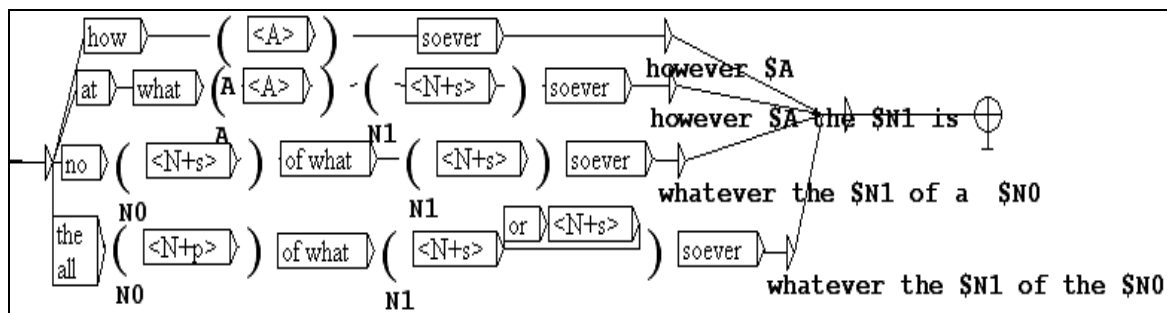 how ( <A> ) soever
however $A
A
at what ( <A> ) ( <N+s> ) soever
however $A the $N1 is
A N1
no ( <N+s> ) of what ( <N+s> ) soever
whatever the $N1 of a $N0
N0 N1
the
all ( <N+p> ) of what ( <N+s> or <N+s> ) soever
whatever the $N1 of the $N0
N0 N1